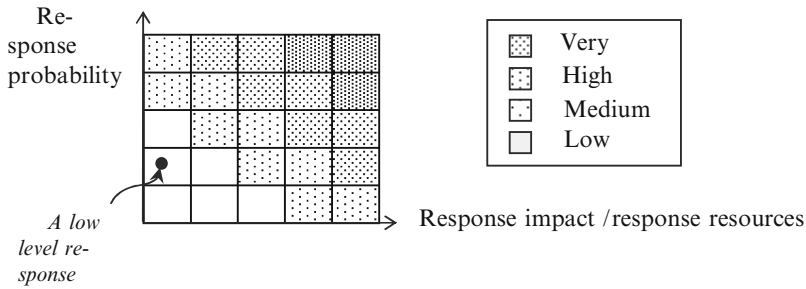 Re-
sponse
probability
Very
High
Medium
Low
A low
level re-
sponse
Response impact /response resources